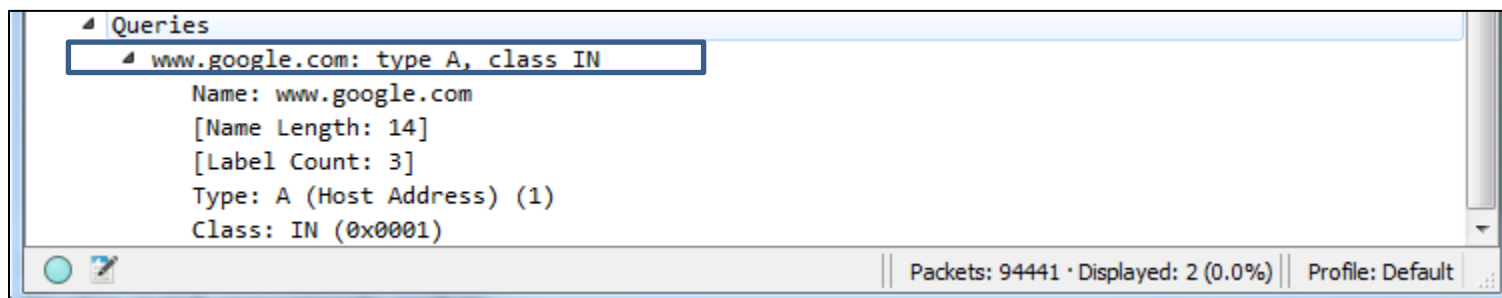 Queries
www.google.com: type A, class IN
Name: www.google.com
[Name Length: 14]
[Label Count: 3]
Type: A (Host Address) (1)
Class: IN (0x0001)
Packets: 94441 · Displayed: 2 (0.0%) Profile: Default